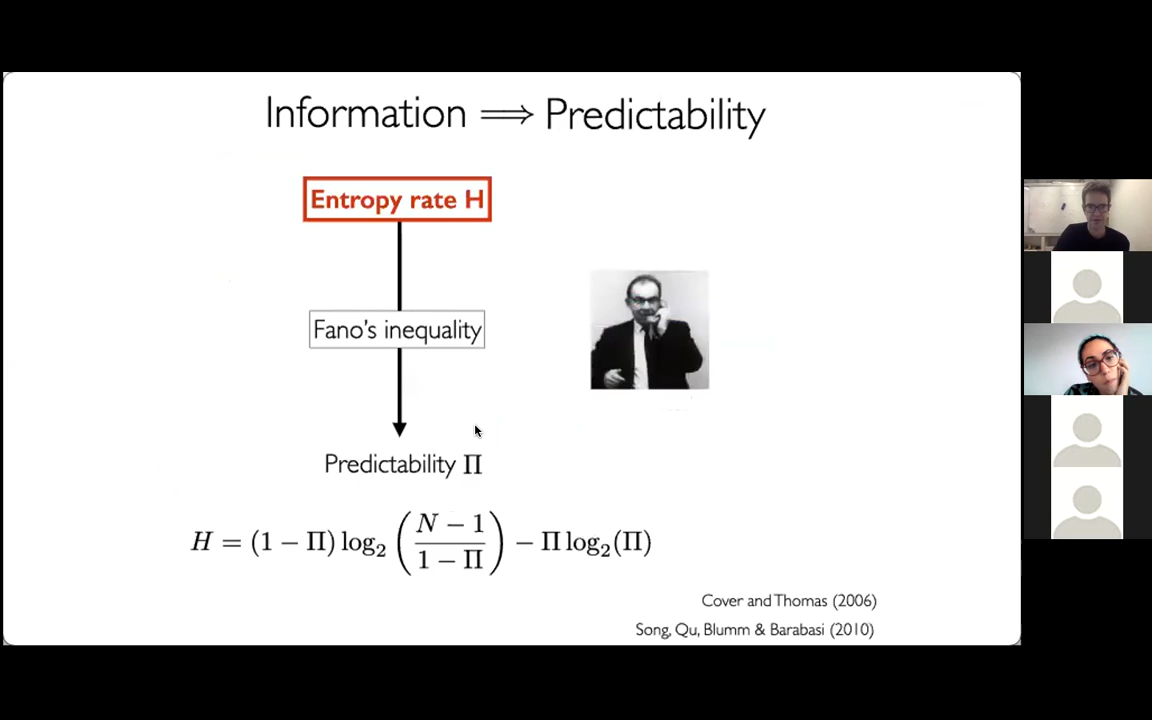 Information ⟹ Predictability
Entropy rate H
Fano's inequality
Predictability Π
H = (1 − Π) log₂ ((N − 1)/(1 − Π)) − Π log₂(Π)
Cover and Thomas (2006)
Song, Qu, Blumm & Barabasi (2010)